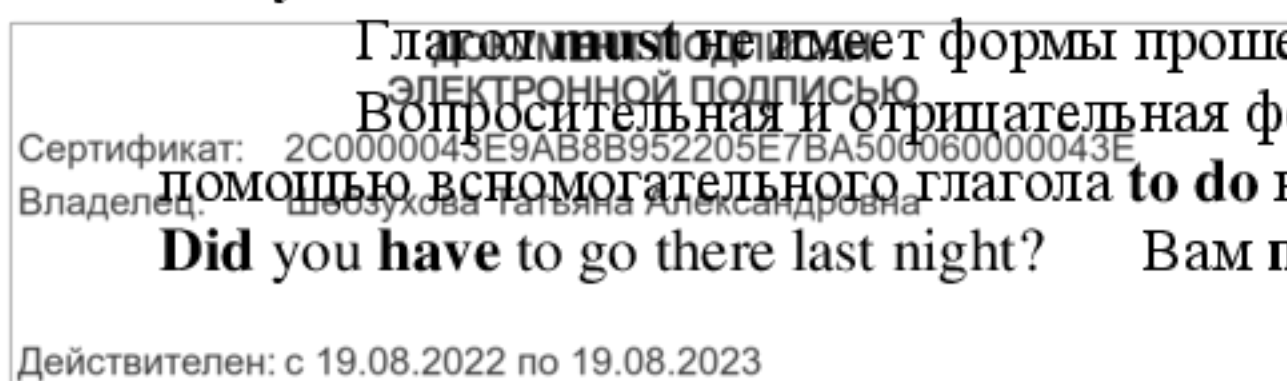 Глагол must не имеет формы проше
ДОКУМЕНТ ПОДПИСАН
ЭЛЕКТРОННОЙ ПОДПИСЬЮ
Вопросительная и отрицательная ф
Сертификат: 2C0000043E9AB8B952205E7BA500060000043E
помощью вспомогательного глагола to do
Владелец: Шебзухова Татьяна Александровна
Did you have to go there last night? Вам
Действителен: с 19.08.2022 по 19.08.2023